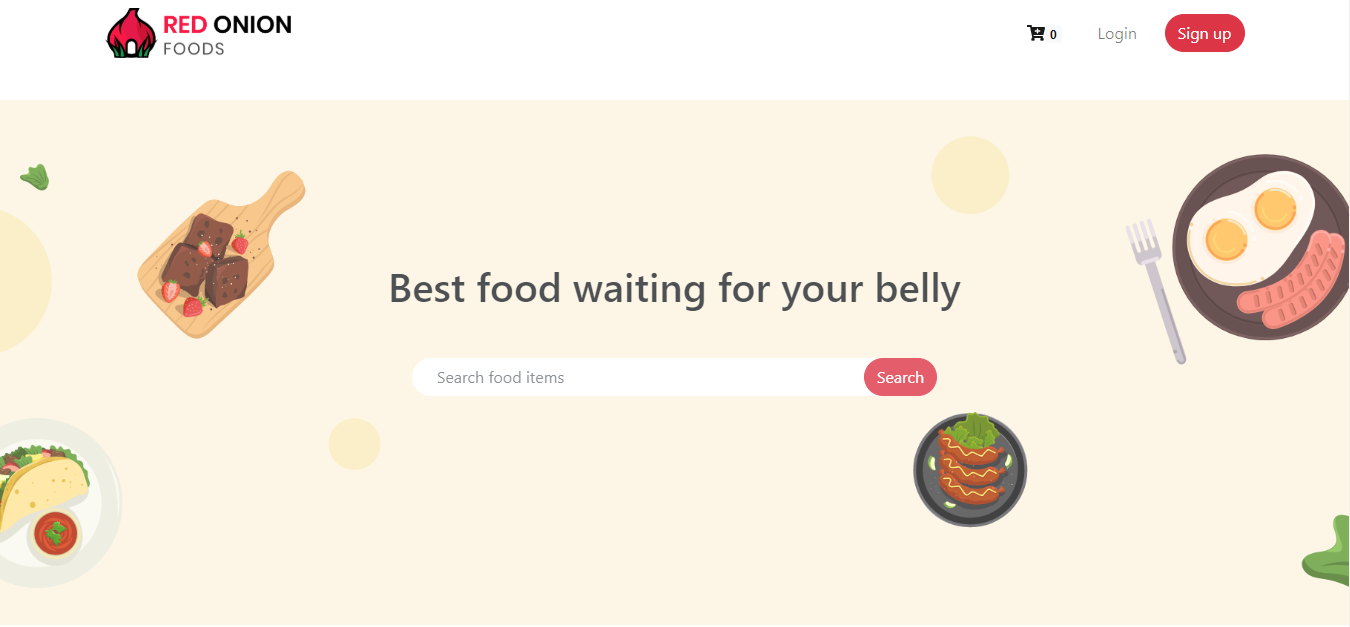 RED ONION
FOODS
0
Login
Sign up
Best food waiting for your belly
Search food items
Search